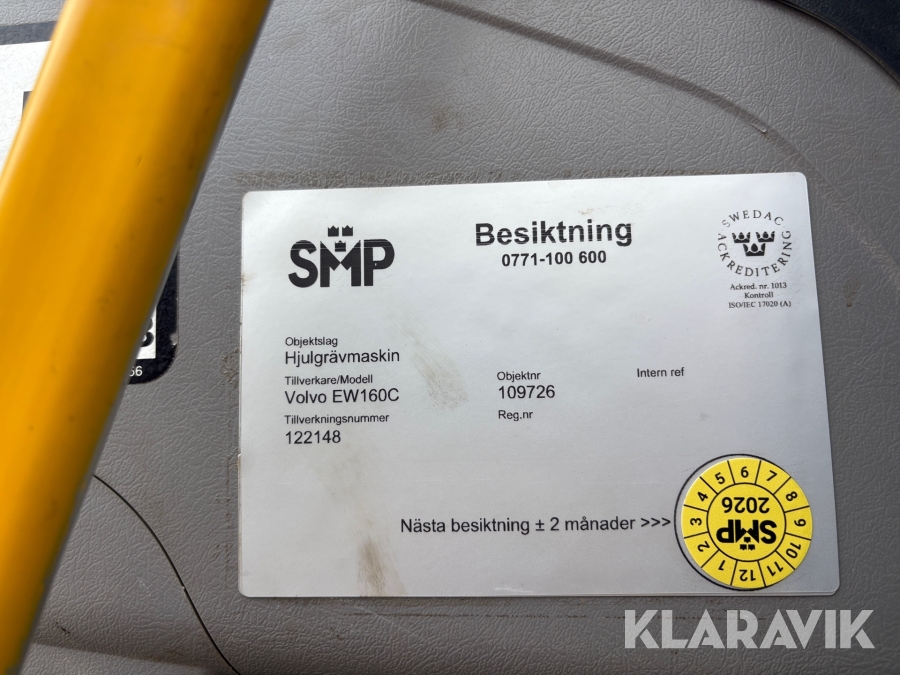 SMP
Besiktning
0771-100 600
SWEDAC ACKREDITERING
Ackred. nr. 1013
Kontroll
ISO/IEC 17020 (A)
Objektslag
Hjulgrävmaskin
Tillverkare/Modell
Volvo EW160C
Tillverkningsnummer
122148
Objektnr
109726
Reg.nr
Intern ref
Nästa besiktning ± 2 månader >>>
1 2 3 4 5 6 7 8 9 10 11 12
2026
SMP
66
KLARAVIK